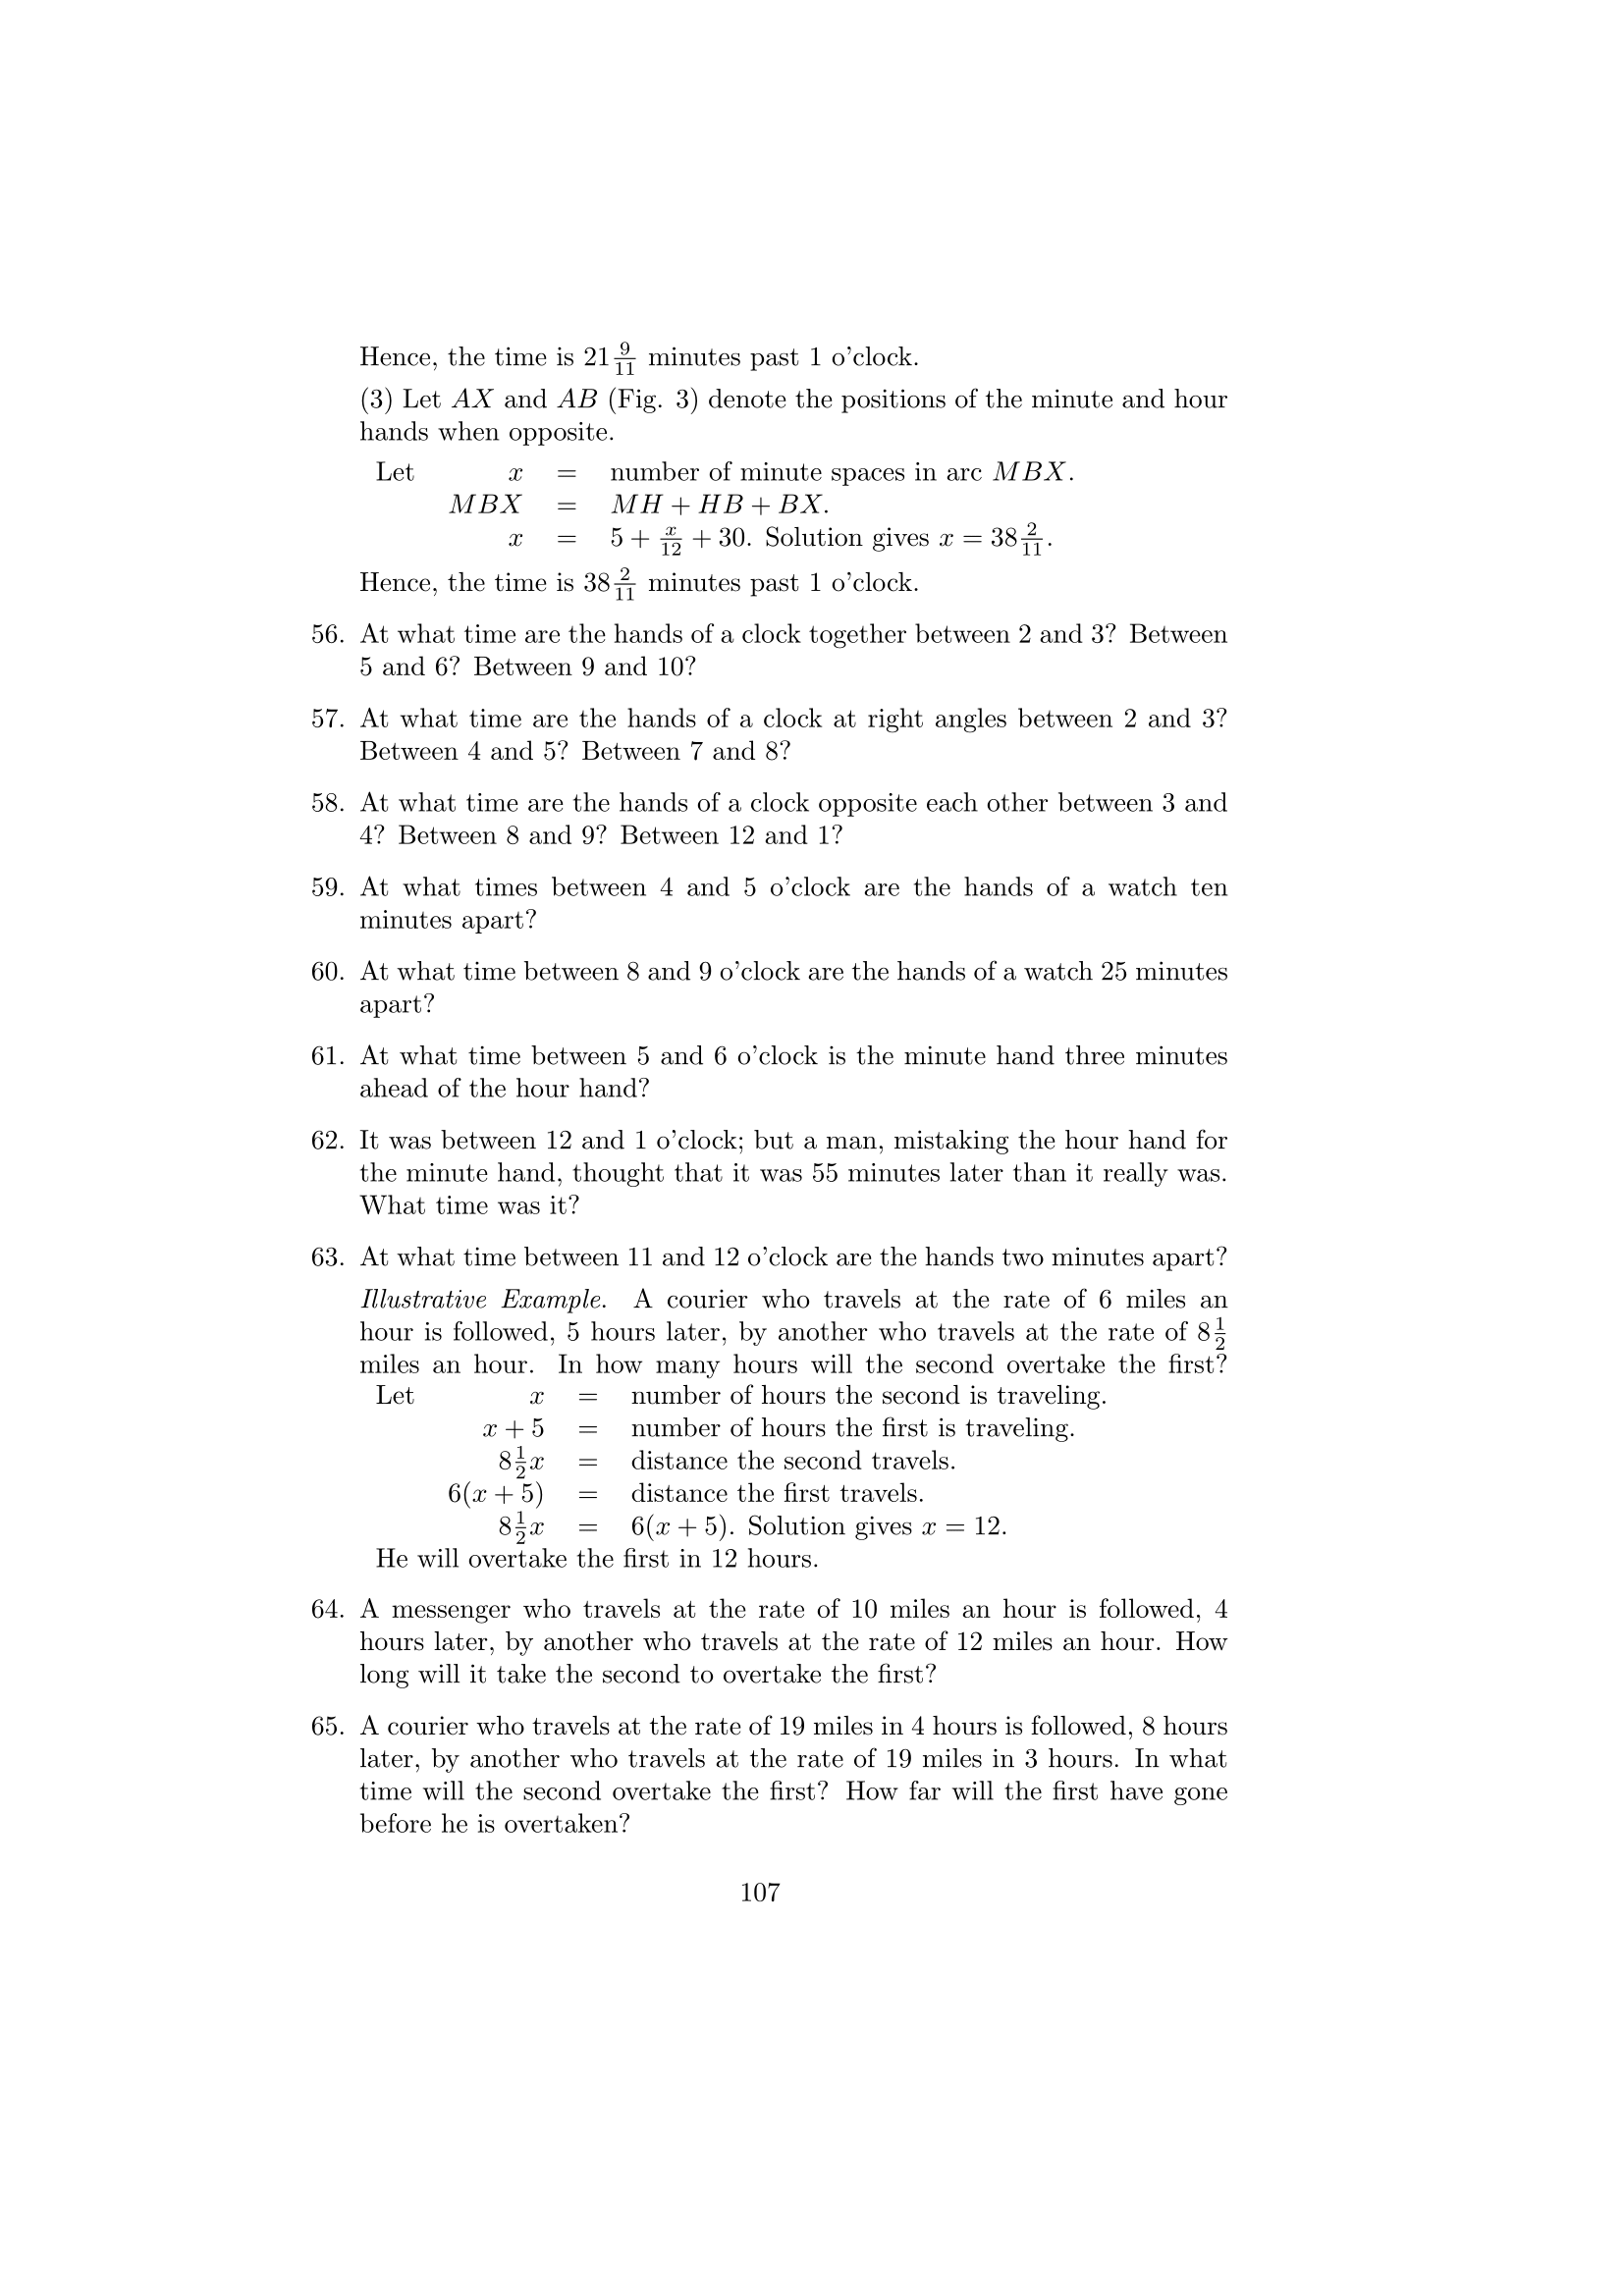 Hence, the time is 21 9/11 minutes past 1 o'clock.
(3) Let AX and AB (Fig. 3) denote the positions of the minute and hour
hands when opposite.
Let x = number of minute spaces in arc MBX.
MBX = MH + HB + BX.
x = 5 + x/12 + 30. Solution gives x = 38 2/11.
Hence, the time is 38 2/11 minutes past 1 o'clock.
56. At what time are the hands of a clock together between 2 and 3? Between
5 and 6? Between 9 and 10?
57. At what time are the hands of a clock at right angles between 2 and 3?
Between 4 and 5? Between 7 and 8?
58. At what time are the hands of a clock opposite each other between 3 and
4? Between 8 and 9? Between 12 and 1?
59. At what times between 4 and 5 o'clock are the hands of a watch ten
minutes apart?
60. At what time between 8 and 9 o'clock are the hands of a watch 25 minutes
apart?
61. At what time between 5 and 6 o'clock is the minute hand three minutes
ahead of the hour hand?
62. It was between 12 and 1 o'clock; but a man, mistaking the hour hand for
the minute hand, thought that it was 55 minutes later than it really was.
What time was it?
63. At what time between 11 and 12 o'clock are the hands two minutes apart?
Illustrative Example. A courier who travels at the rate of 6 miles an
hour is followed, 5 hours later, by another who travels at the rate of 8 1/2
miles an hour. In how many hours will the second overtake the first?
Let x = number of hours the second is traveling.
x + 5 = number of hours the first is traveling.
8 1/2 x = distance the second travels.
6(x + 5) = distance the first travels.
8 1/2 x = 6(x + 5). Solution gives x = 12.
He will overtake the first in 12 hours.
64. A messenger who travels at the rate of 10 miles an hour is followed, 4
hours later, by another who travels at the rate of 12 miles an hour. How
long will it take the second to overtake the first?
65. A courier who travels at the rate of 19 miles in 4 hours is followed, 8 hours
later, by another who travels at the rate of 19 miles in 3 hours. In what
time will the second overtake the first? How far will the first have gone
before he is overtaken?
107